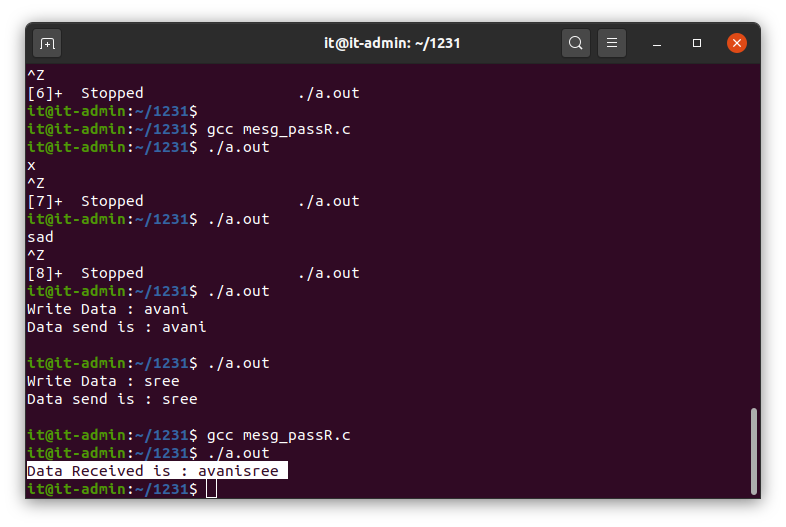 it@it-admin: ~/1231
^Z
[6]+  Stopped                 ./a.out
it@it-admin:~/1231$
it@it-admin:~/1231$ gcc mesg_passR.c
it@it-admin:~/1231$ ./a.out
x
^Z
[7]+  Stopped                 ./a.out
it@it-admin:~/1231$ ./a.out
sad
^Z
[8]+  Stopped                 ./a.out
it@it-admin:~/1231$ ./a.out
Write Data : avani
Data send is : avani
it@it-admin:~/1231$ ./a.out
Write Data : sree
Data send is : sree
it@it-admin:~/1231$ gcc mesg_passR.c
it@it-admin:~/1231$ ./a.out
Data Received is : avanisree
it@it-admin:~/1231$